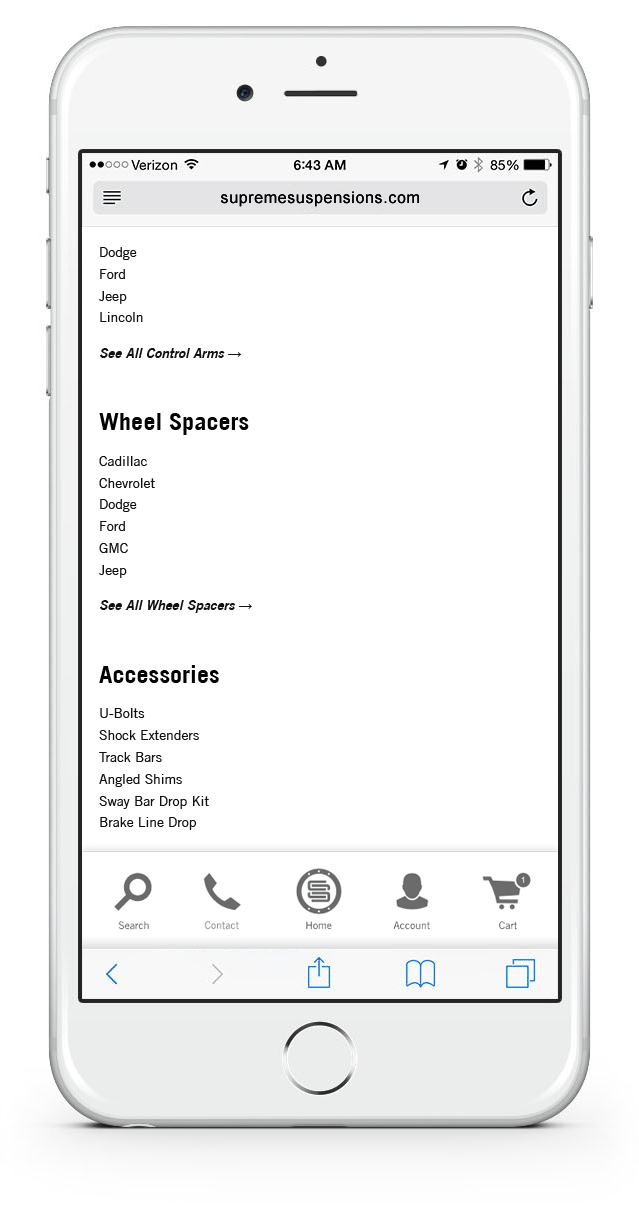 Verizon 6:43 AM 85%
supremesuspensions.com
Dodge
Ford
Jeep
Lincoln
See All Control Arms →
Wheel Spacers
Cadillac
Chevrolet
Dodge
Ford
GMC
Jeep
See All Wheel Spacers →
Accessories
U-Bolts
Shock Extenders
Track Bars
Angled Shims
Sway Bar Drop Kit
Brake Line Drop
1
Search Contact Home Account Cart